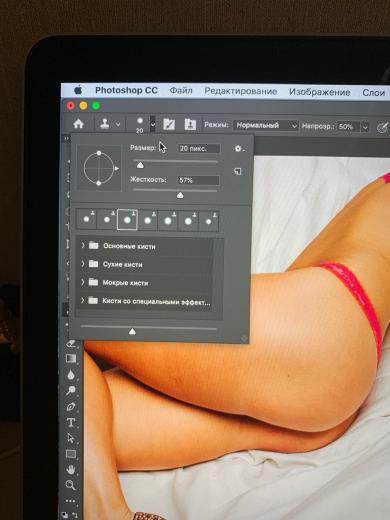 Photoshop CC Файл Редактирование Изображение Слои
20
Режим: Нормальный Непрозр.: 50%
Размер: 20 пикс.
Жесткость: 57%
Основные кисти
Сухие кисти
Мокрые кисти
Кисти со специальными эффект...